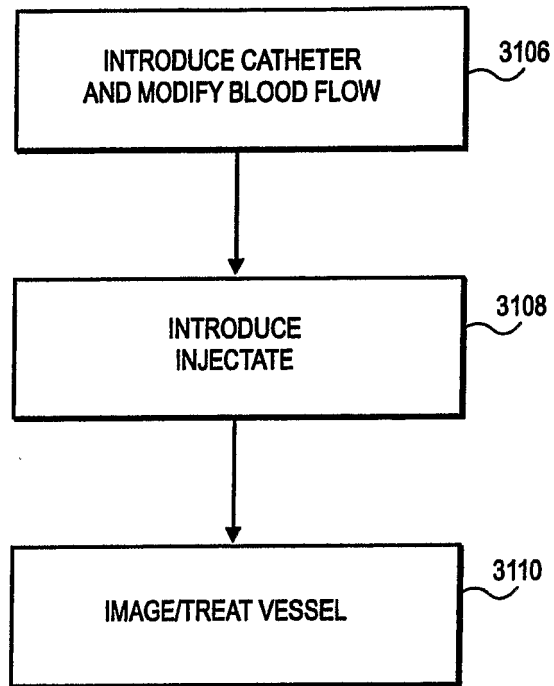 INTRODUCE CATHETER
AND MODIFY BLOOD FLOW
3106
INTRODUCE
INJECTATE
3108
IMAGE/TREAT VESSEL
3110